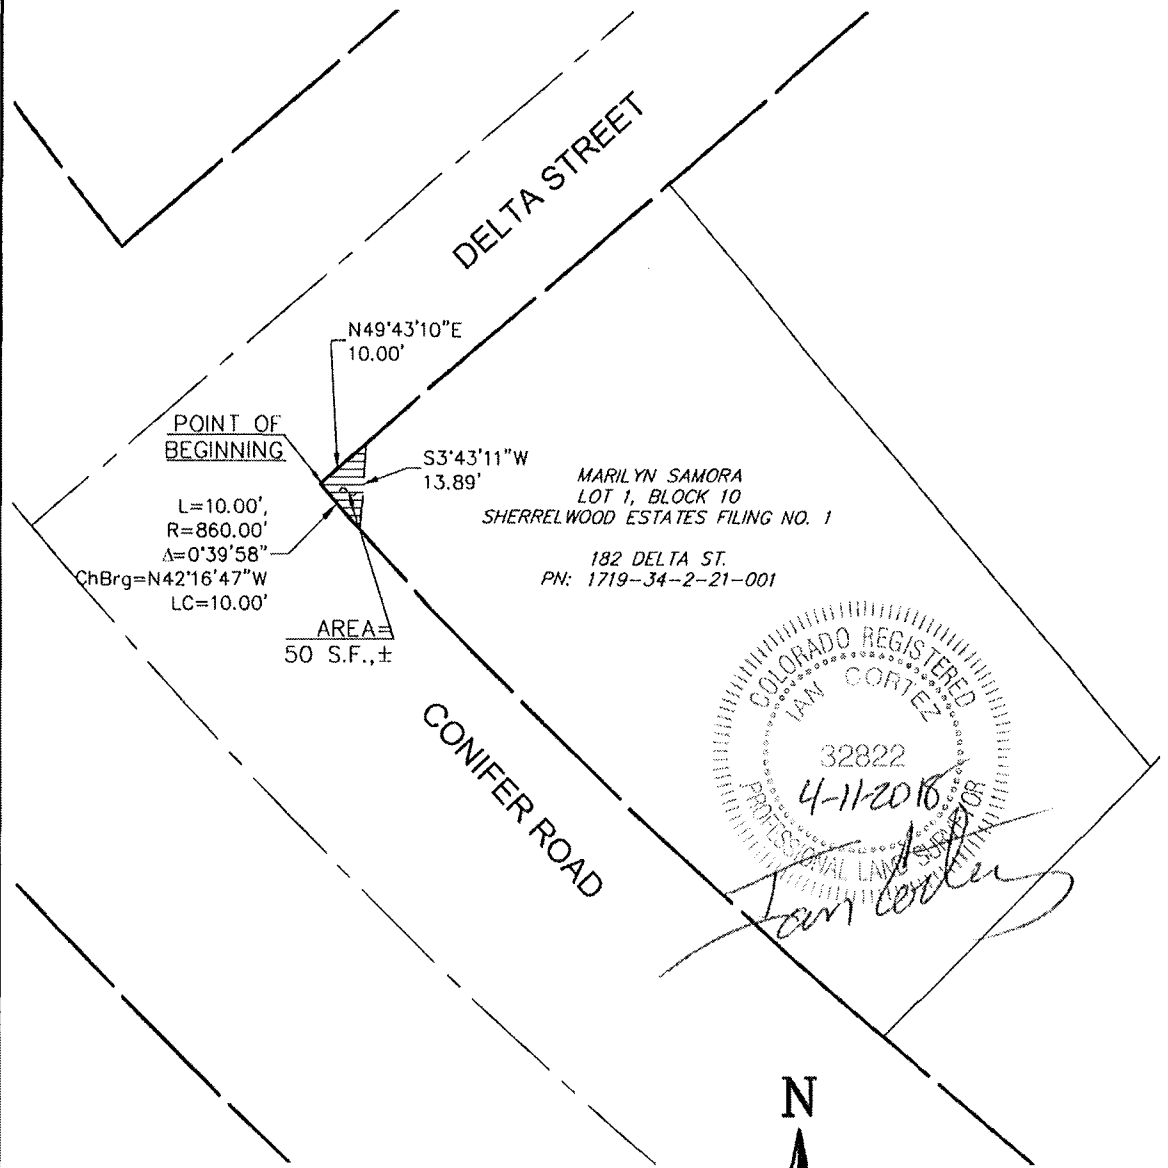 DELTA STREET
N49°43'10"E
10.00'
POINT OF
BEGINNING
S3°43'11"W
13.89'
L=10.00',
R=860.00'
Δ=0°39'58"
ChBrg=N42°16'47"W
LC=10.00'
AREA=
50 S.F.,±
MARILYN SAMORA
LOT 1, BLOCK 10
SHERRELWOOD ESTATES FILING NO. 1
182 DELTA ST.
PN: 1719-34-2-21-001
CONIFER ROAD
COLORADO REGISTERED
IAN CORTEZ
32822
4-11-2018
PROFESSIONAL LAND SURVEYOR
Ian Cortez
N